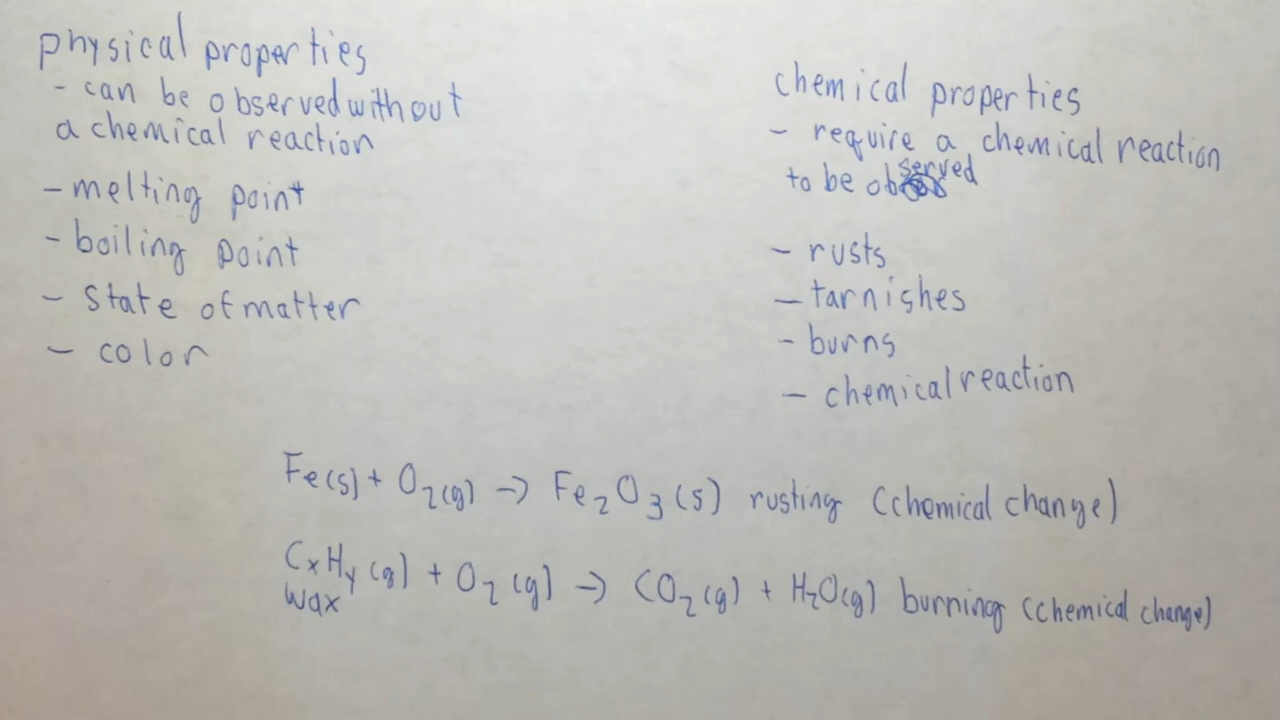 physical properties
- can be observed without
a chemical reaction
- melting point
- boiling point
- state of matter
- color
chemical properties
- require a chemical reaction
to be observed
- rusts
- tarnishes
- burns
- chemical reaction
Fe(s) + O₂(g) → Fe₂O₃(s) rusting (chemical change)
CxHy(g) + O₂(g) → CO₂(g) + H₂O(g) burning (chemical change)
wax